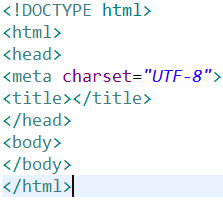 <!DOCTYPE html>
<html>
<head>
<meta charset="UTF-8">
<title></title>
</head>
<body>
</body>
</html>